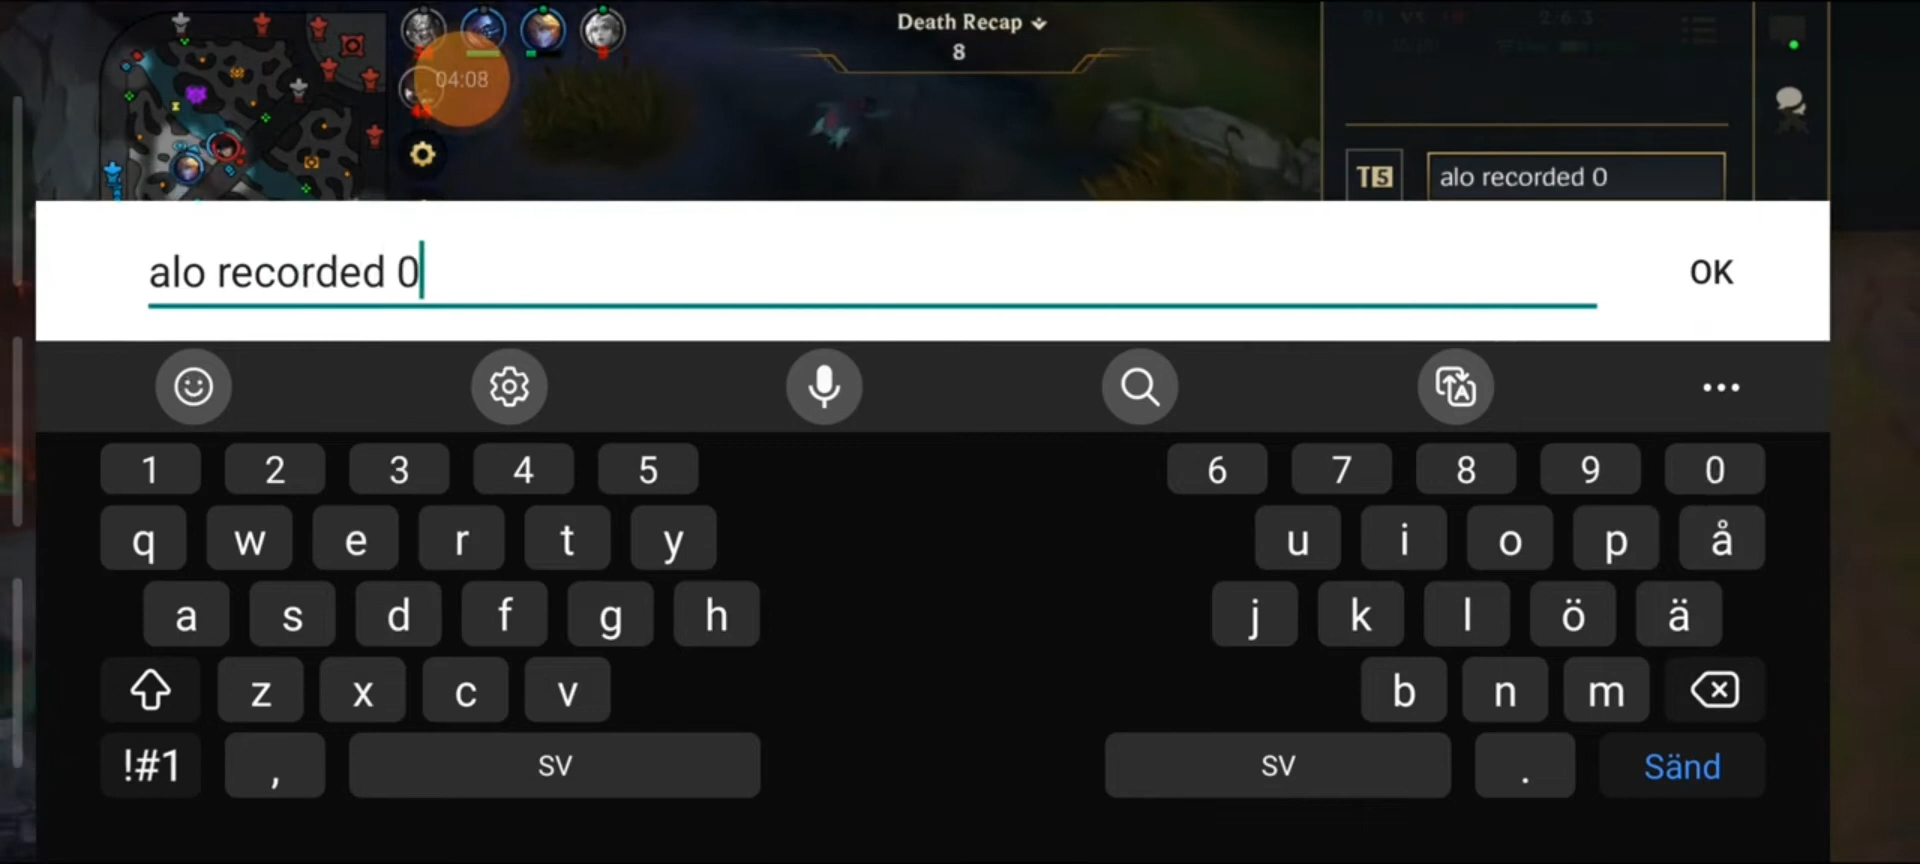 Death Recap
8
04:08
T5
alo recorded 0
alo recorded 0
OK
1 2 3 4 5 6 7 8 9 0
q w e r t y u i o p å
a s d f g h j k l ö ä
z x c v b n m
!#1 , SV SV . Sänd